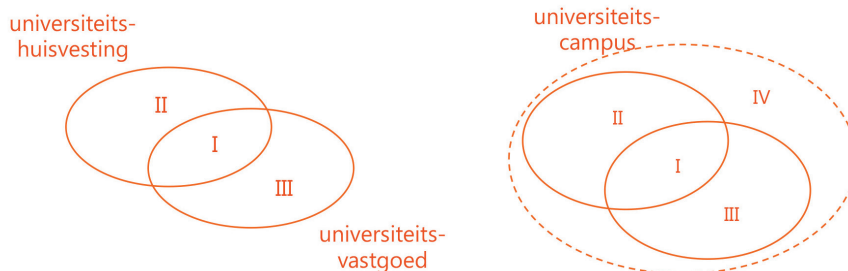 universiteits-
huisvesting
II
I
III
universiteits-
vastgoed
universiteits-
campus
IV
II
I
III